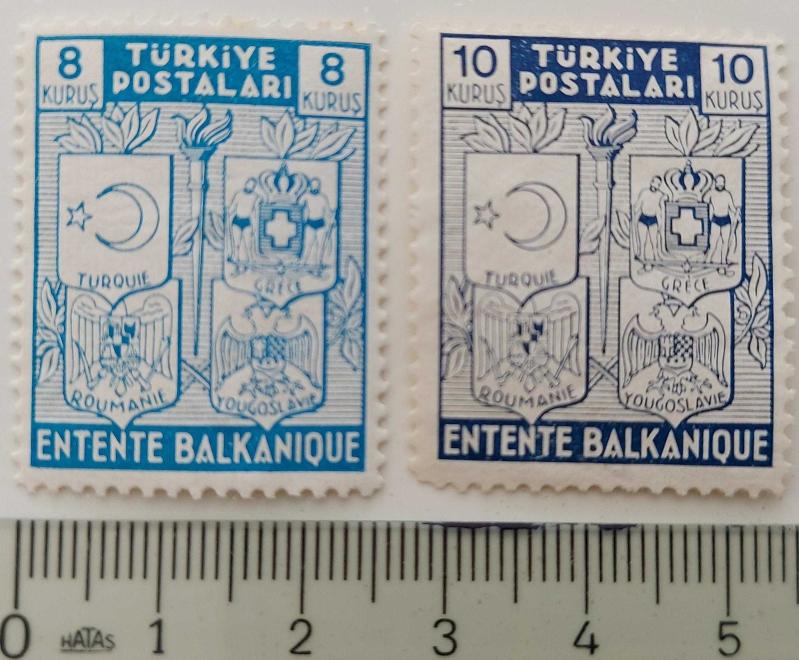 8
KURUŞ
TÜRKİYE
POSTALARI
8
KURUŞ
TURQUIE
GRÈCE
ROUMANIE
YOUGOSLAVIE
ENTENTE BALKANIQUE
10
KURUŞ
TÜRKİYE
POSTALARI
10
KURUŞ
TURQUIE
GRÈCE
ROUMANIE
YOUGOSLAVIE
ENTENTE BALKANIQUE
0 HATAS 1 2 3 4 5